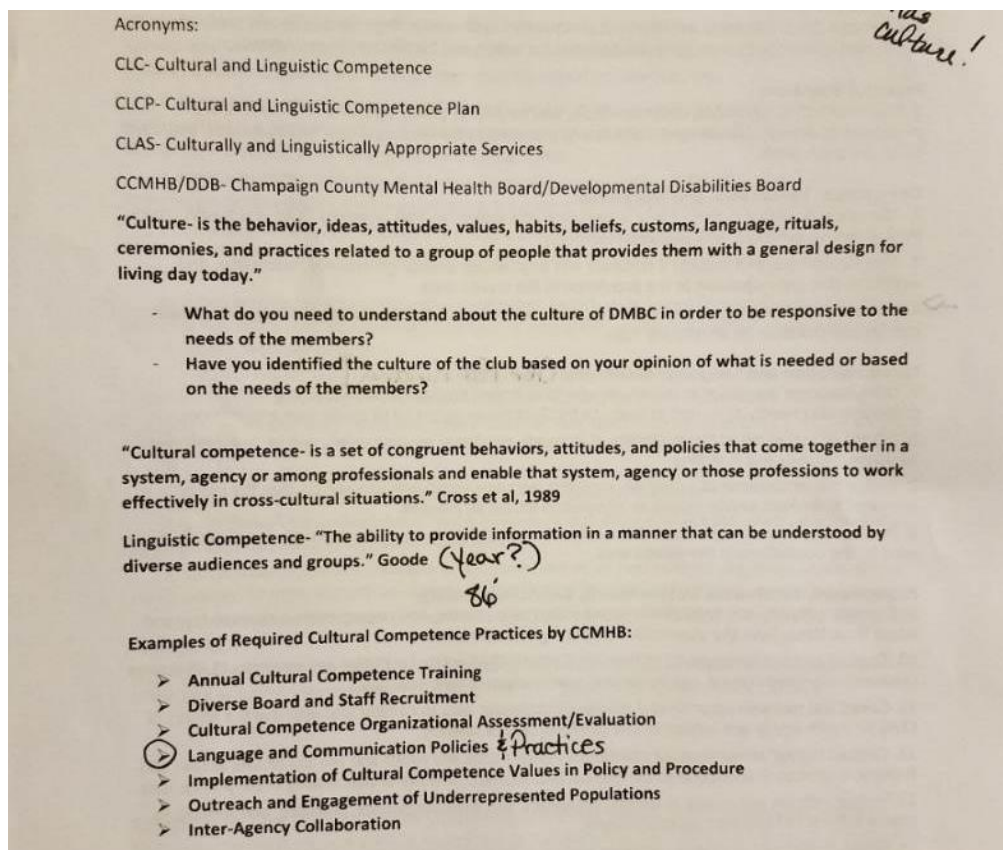 has
culture!
Acronyms:
CLC- Cultural and Linguistic Competence
CLCP- Cultural and Linguistic Competence Plan
CLAS- Culturally and Linguistically Appropriate Services
CCMHB/DDB- Champaign County Mental Health Board/Developmental Disabilities Board
“Culture- is the behavior, ideas, attitudes, values, habits, beliefs, customs, language, rituals,
ceremonies, and practices related to a group of people that provides them with a general design for
living day today.”
- What do you need to understand about the culture of DMBC in order to be responsive to the
needs of the members?
- Have you identified the culture of the club based on your opinion of what is needed or based
on the needs of the members?
“Cultural competence- is a set of congruent behaviors, attitudes, and policies that come together in a
system, agency or among professionals and enable that system, agency or those professions to work
effectively in cross-cultural situations.” Cross et al, 1989
Linguistic Competence- “The ability to provide information in a manner that can be understood by
diverse audiences and groups.” Goode (Year?)
86'
Examples of Required Cultural Competence Practices by CCMHB:
➢ Annual Cultural Competence Training
➢ Diverse Board and Staff Recruitment
➢ Cultural Competence Organizational Assessment/Evaluation
➢ Language and Communication Policies & Practices
➢ Implementation of Cultural Competence Values in Policy and Procedure
➢ Outreach and Engagement of Underrepresented Populations
➢ Inter-Agency Collaboration